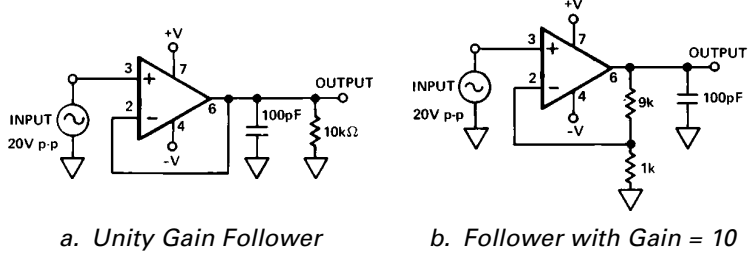 +V
3
7
+
2
−
6
4
−V
INPUT
20V p-p
OUTPUT
100pF
10kΩ
a. Unity Gain Follower
+V
3
7
+
2
−
6
4
−V
INPUT
20V p-p
OUTPUT
9k
100pF
1k
b. Follower with Gain = 10